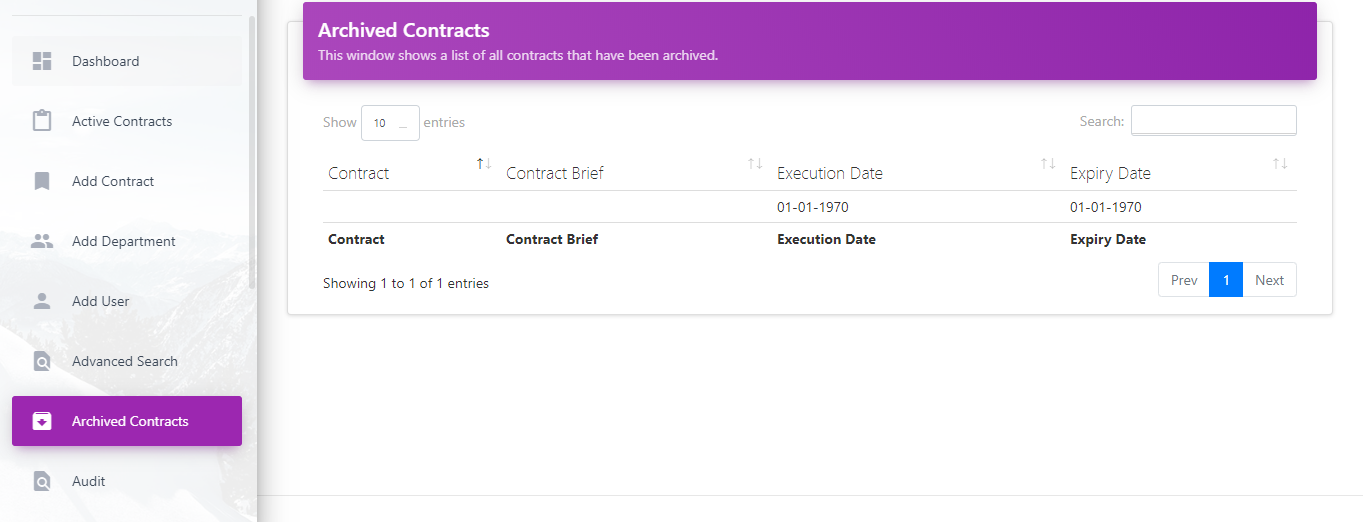 Dashboard
Active Contracts
Add Contract
Add Department
Add User
Advanced Search
Archived Contracts
Audit
Archived Contracts
This window shows a list of all contracts that have been archived.
Show 10 entries
Search:
Contract Contract Brief Execution Date Expiry Date
01-01-1970 01-01-1970
Contract Contract Brief Execution Date Expiry Date
Showing 1 to 1 of 1 entries
Prev 1 Next